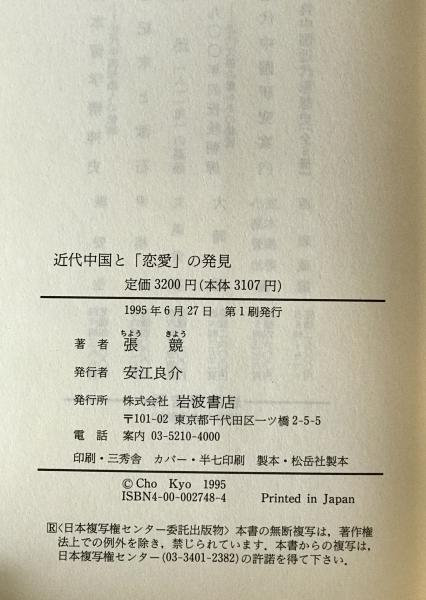 近代中国と「恋愛」の発見
定価 3200 円(本体 3107 円)
1995 年 6 月 27 日 第 1 刷発行
ちよう きよう
著 者 張 競
発行者 安江良介
発行所 株式会社 岩波書店
〒101-02 東京都千代田区一ツ橋 2-5-5
電 話 案内 03-5210-4000
印刷・三秀舎 カバー・半七印刷 製本・松岳社製本
© Cho Kyo 1995
ISBN4-00-002748-4 Printed in Japan
Ⓡ〈日本複写権センター委託出版物〉本書の無断複写は，著作権
法上での例外を除き，禁じられています．本書からの複写は，
日本複写権センター(03-3401-2382)の許諾を得て下さい．